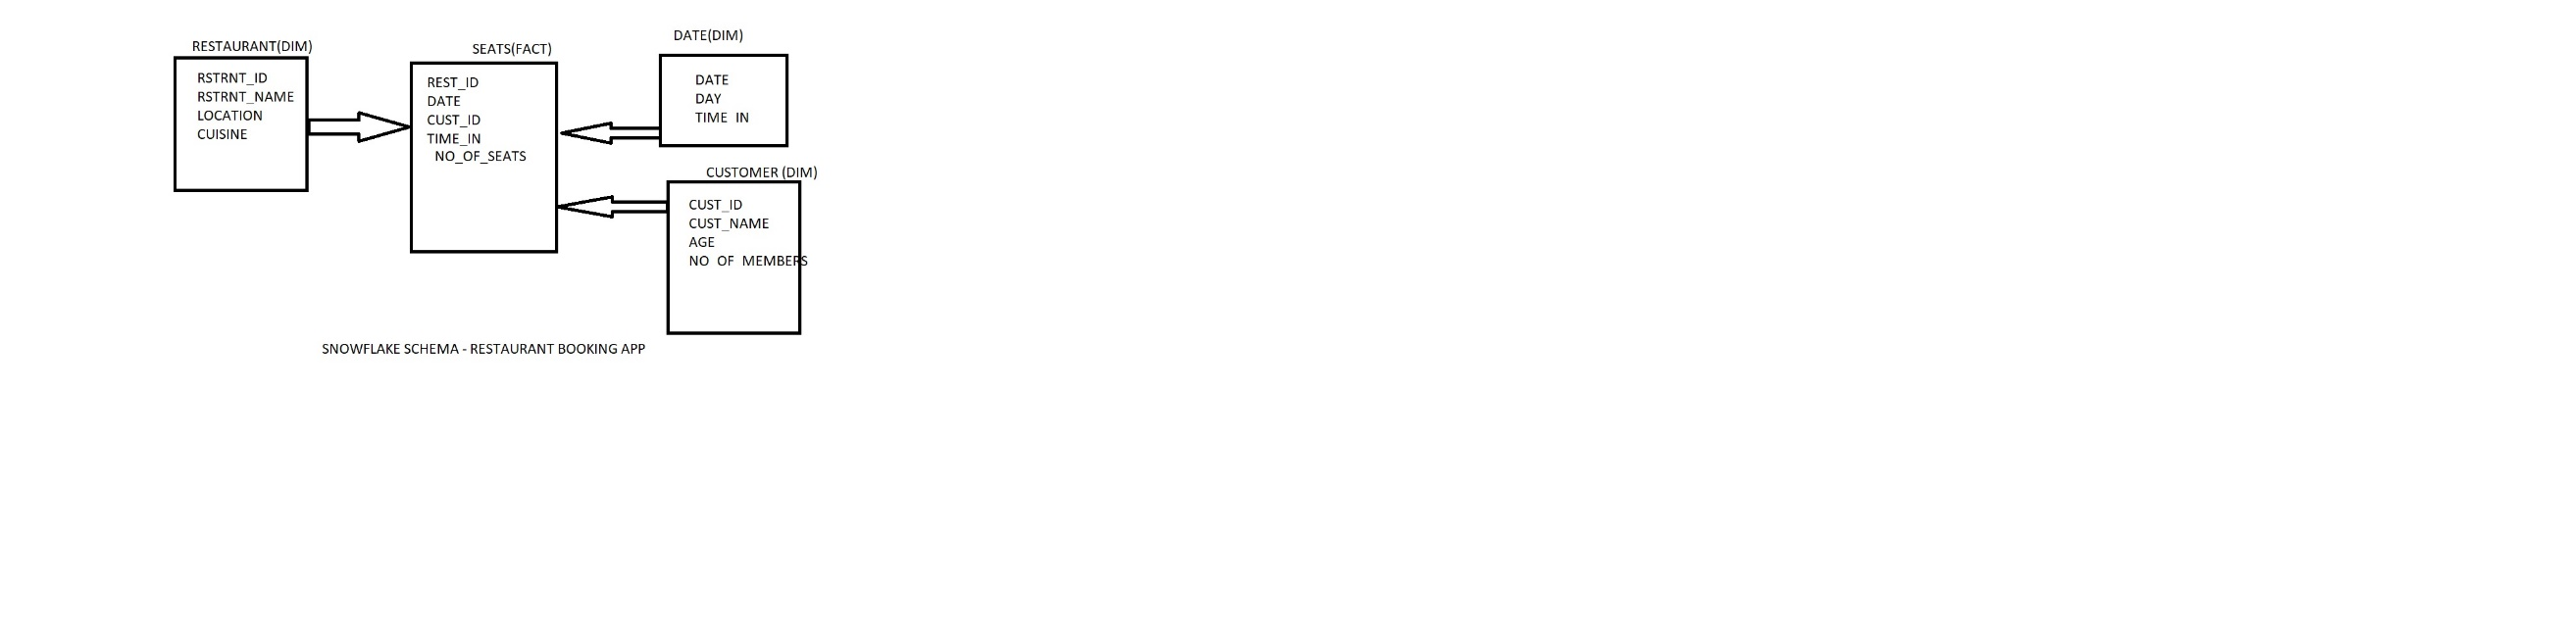 RESTAURANT(DIM)
RSTRNT_ID
RSTRNT_NAME
LOCATION
CUISINE
SEATS(FACT)
REST_ID
DATE
CUST_ID
TIME_IN
NO_OF_SEATS
DATE(DIM)
DATE
DAY
TIME IN
CUSTOMER (DIM)
CUST_ID
CUST_NAME
AGE
NO OF MEMBERS
SNOWFLAKE SCHEMA - RESTAURANT BOOKING APP